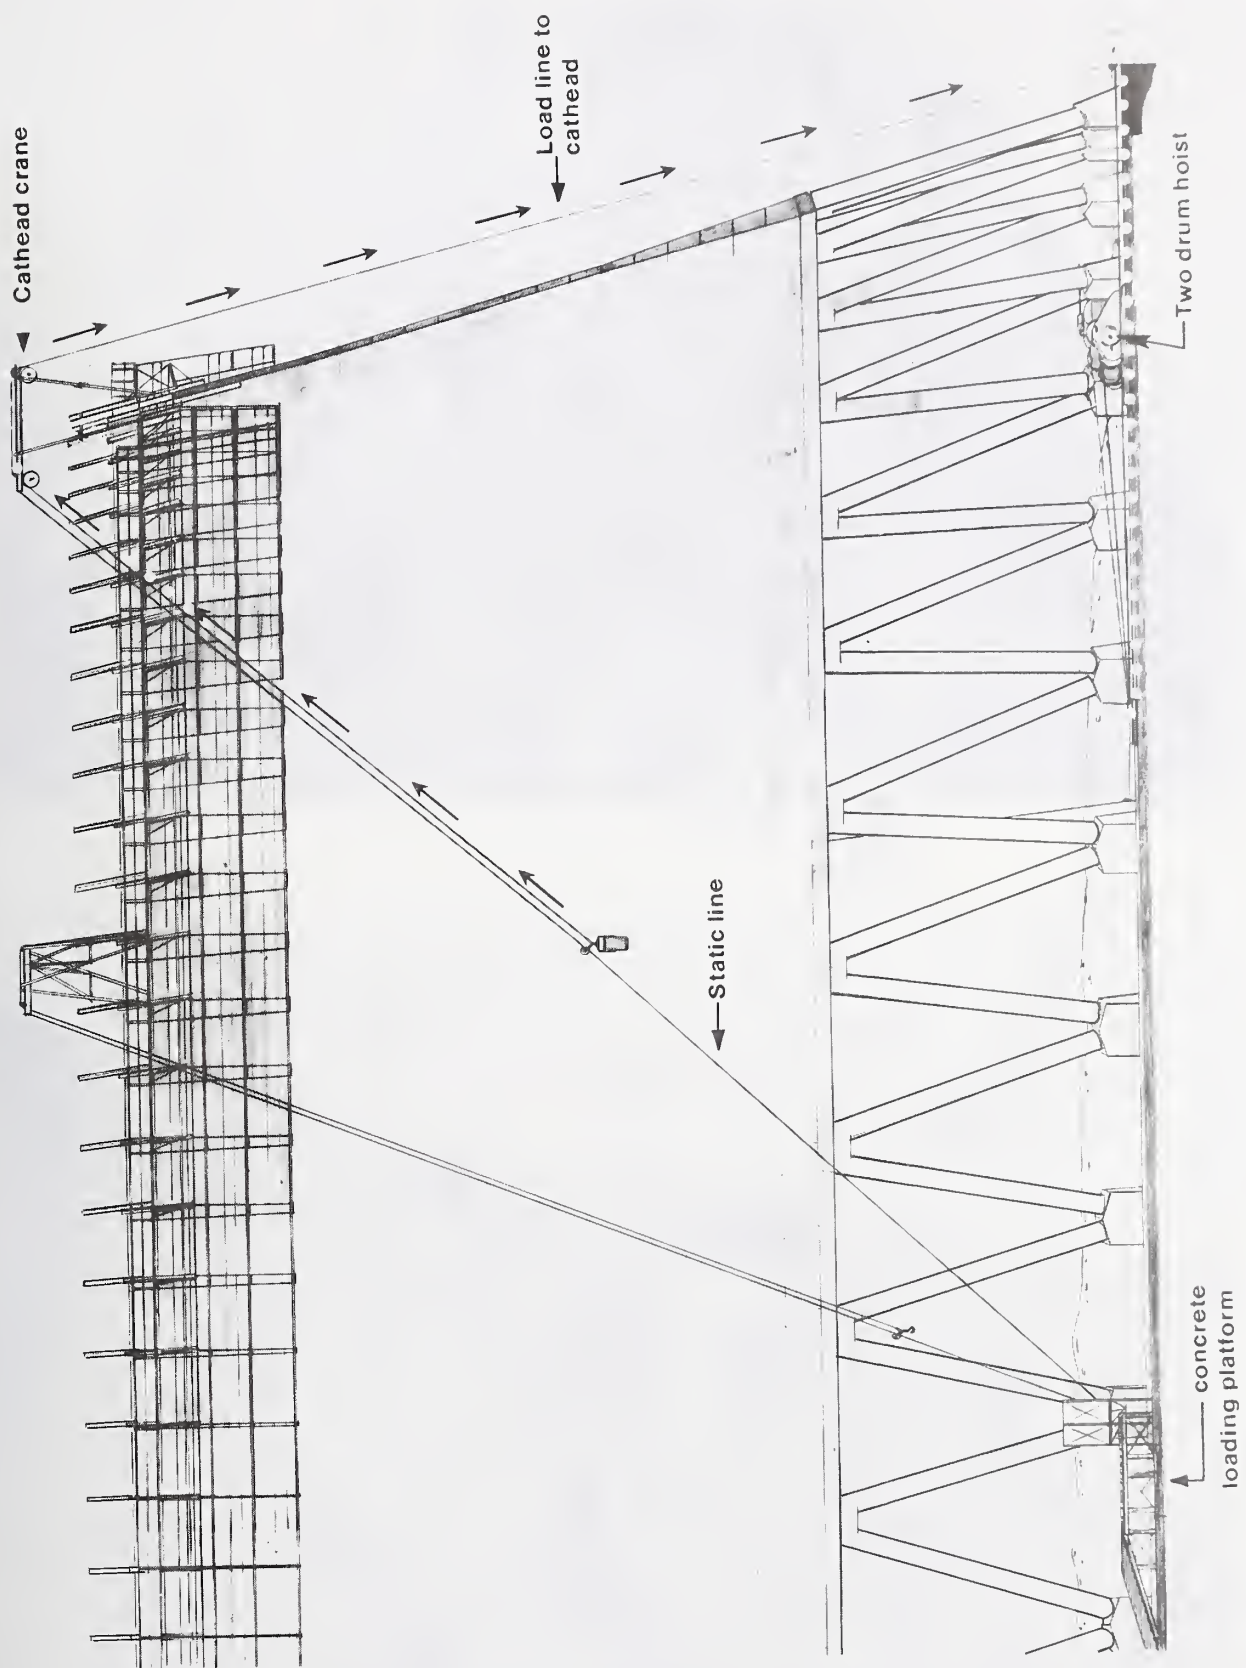 Cathead crane
Load line to
cathead
Static line
Two drum hoist
concrete
loading platform